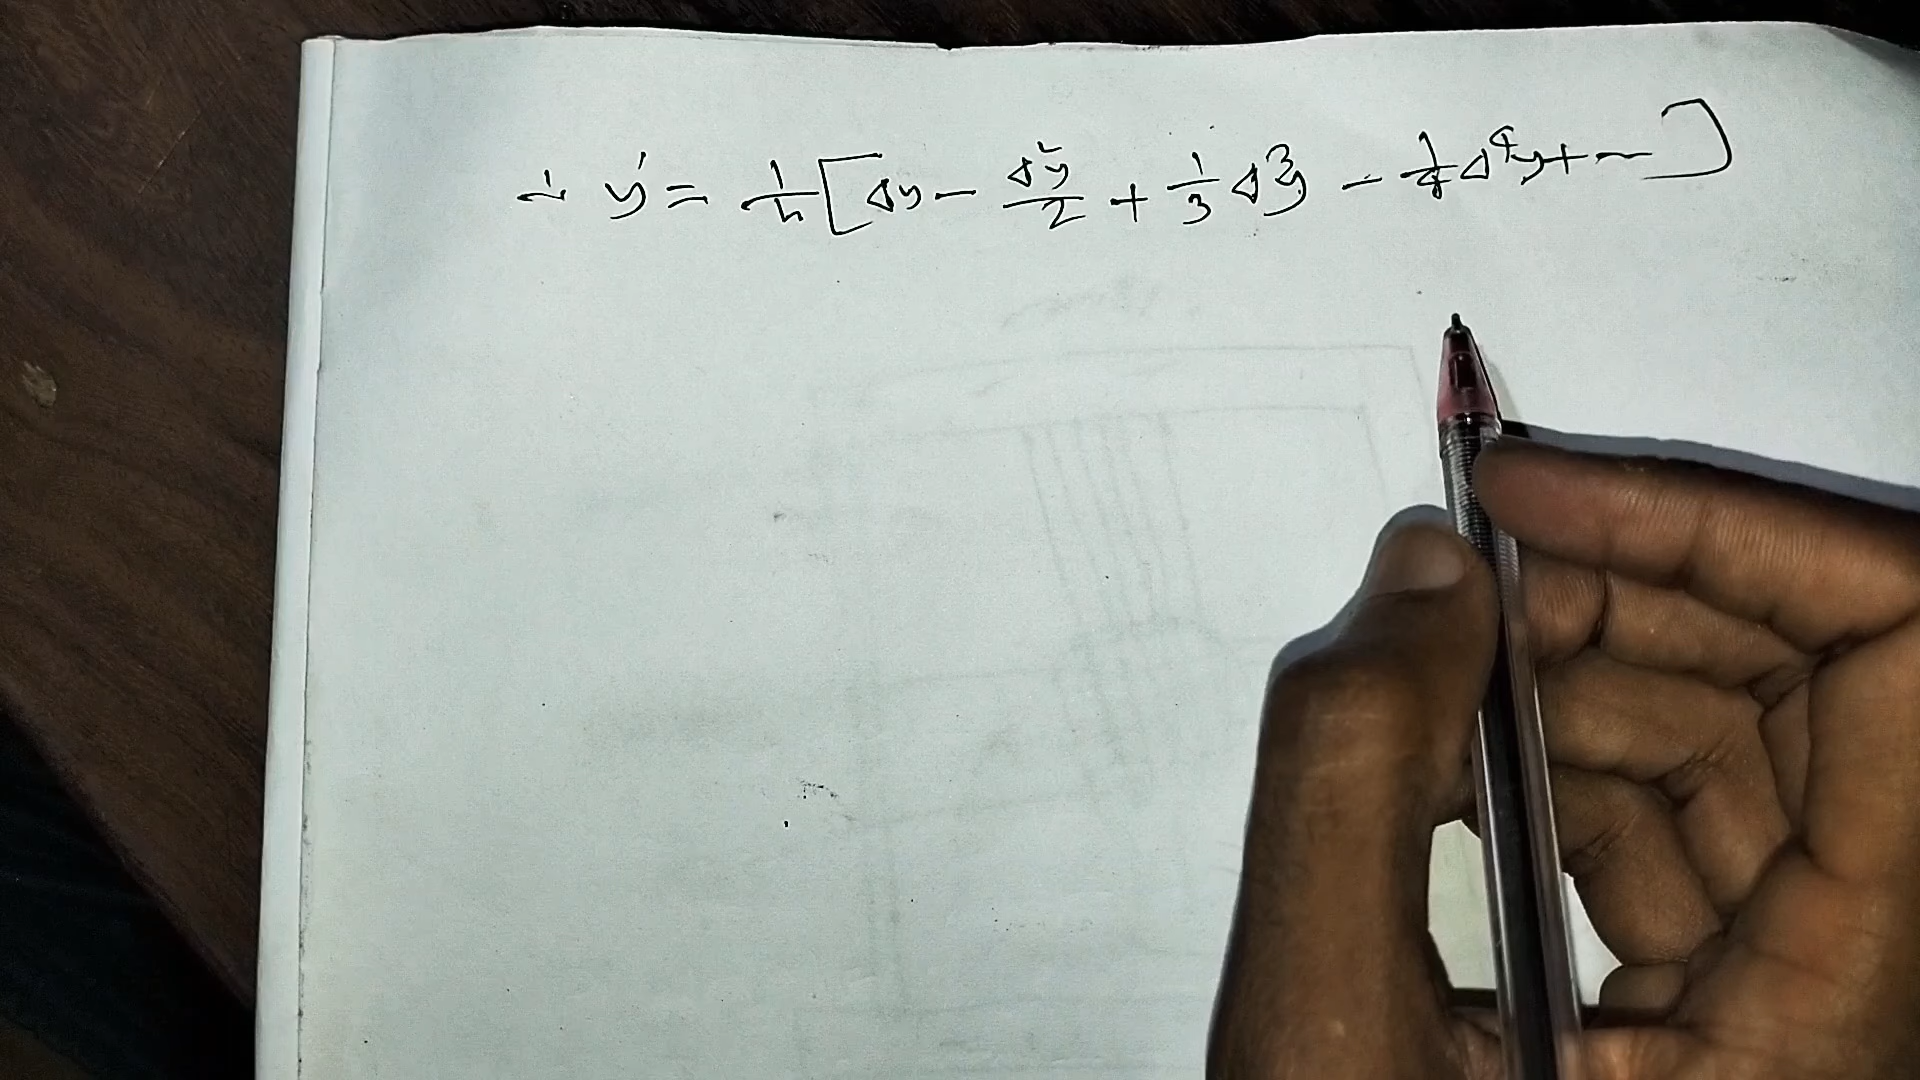 ∴ y' = 1/h [Δy - Δ²y/2 + 1/3 Δ³y - 1/4 Δ⁴y + ~ ]